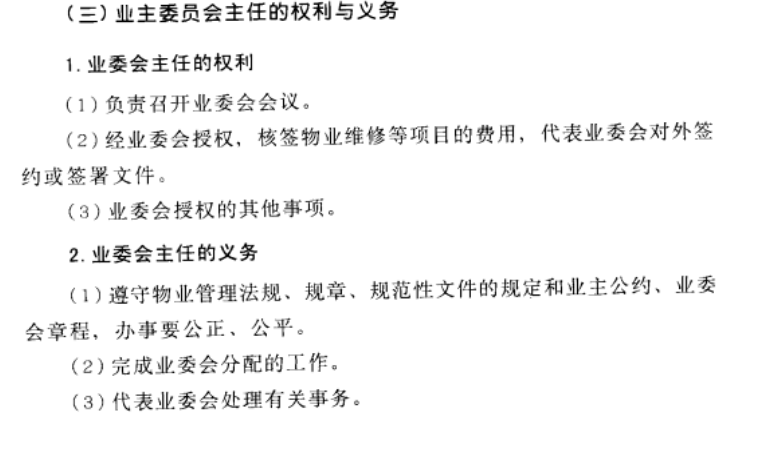 （三）业主委员会主任的权利与义务
1.业委会主任的权利
（1）负责召开业委会会议。
（2）经业委会授权，核签物业维修等项目的费用，代表业委会对外签
约或签署文件。
（3）业委会授权的其他事项。
2.业委会主任的义务
（1）遵守物业管理法规、规章、规范性文件的规定和业主公约、业委
会章程，办事要公正、公平。
（2）完成业委会分配的工作。
（3）代表业委会处理有关事务。